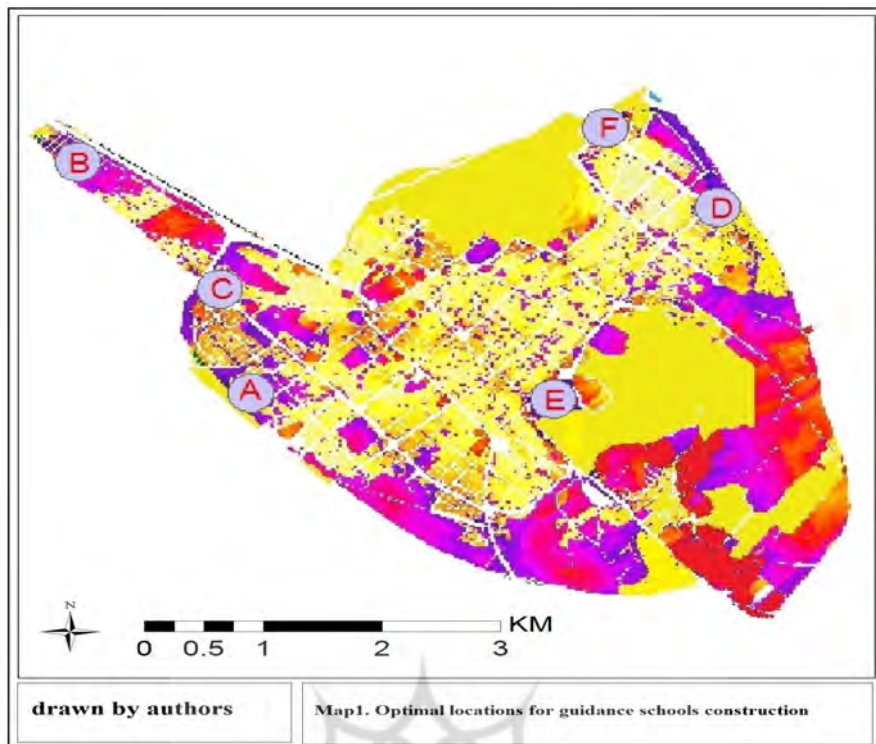 F
B
D
C
A
E
N
KM
0 0.5 1 2 3
drawn by authors
Map1. Optimal locations for guidance schools construction